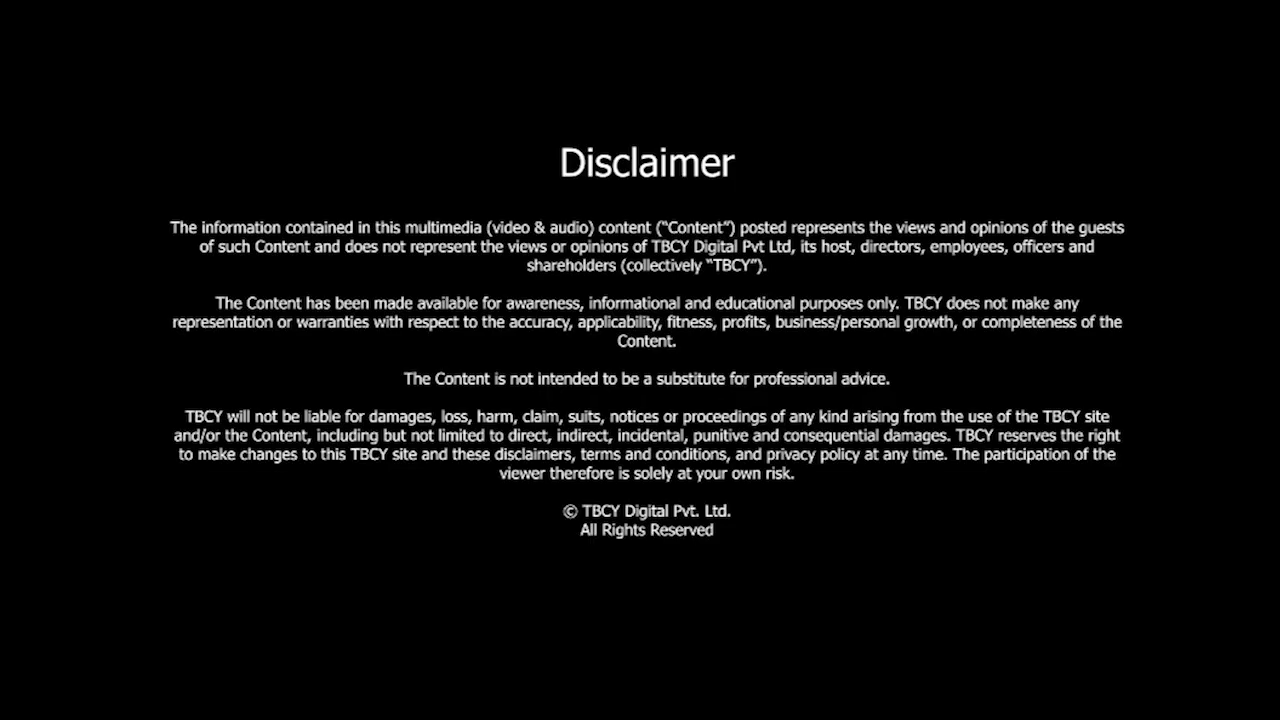 Disclaimer
The information contained in this multimedia (video & audio) content (“Content”) posted represents the views and opinions of the guests
of such Content and does not represent the views or opinions of TBCY Digital Pvt Ltd, its host, directors, employees, officers and
shareholders (collectively “TBCY”).
The Content has been made available for awareness, informational and educational purposes only. TBCY does not make any
representation or warranties with respect to the accuracy, applicability, fitness, profits, business/personal growth, or completeness of the
Content.
The Content is not intended to be a substitute for professional advice.
TBCY will not be liable for damages, loss, harm, claim, suits, notices or proceedings of any kind arising from the use of the TBCY site
and/or the Content, including but not limited to direct, indirect, incidental, punitive and consequential damages. TBCY reserves the right
to make changes to this TBCY site and these disclaimers, terms and conditions, and privacy policy at any time. The participation of the
viewer therefore is solely at your own risk.
© TBCY Digital Pvt. Ltd.
All Rights Reserved